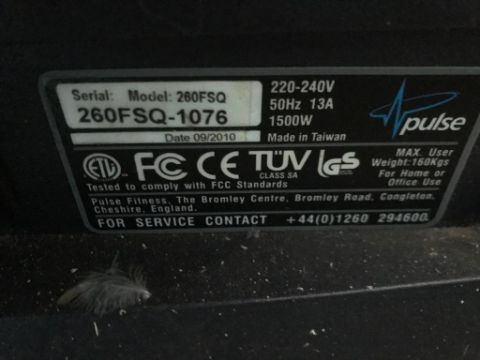 Serial: Model: 260FSQ
260FSQ-1076
Date 09/2010
220-240V
50Hz 13A
1500W
Made in Taiwan
pulse
ETL FC CE TÜV GS
CLASS SA
MAX. User
Weight:160Kgs
For Home or
Office Use
Tested to comply with FCC Standards
Pulse Fitness, The Bromley Centre, Bromley Road, Congleton,
Cheshire, England.
FOR SERVICE CONTACT +44(0)1260 294600